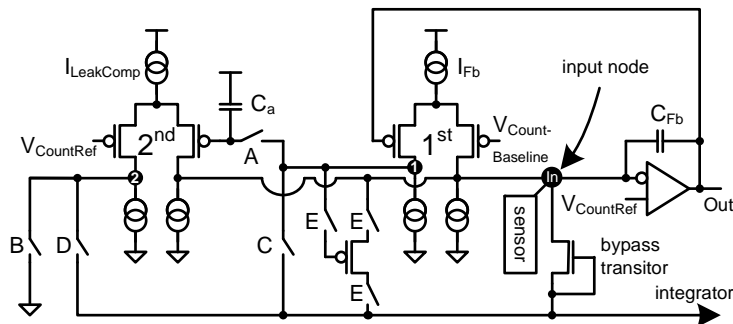 I_LeakComp
C_a
I_Fb
input node
C_Fb
V_CountRef
2nd
A
1st
V_Count-Baseline
1
2
In
sensor
V_CountRef
Out
B
D
C
E
E
E
bypass
transitor
integrator